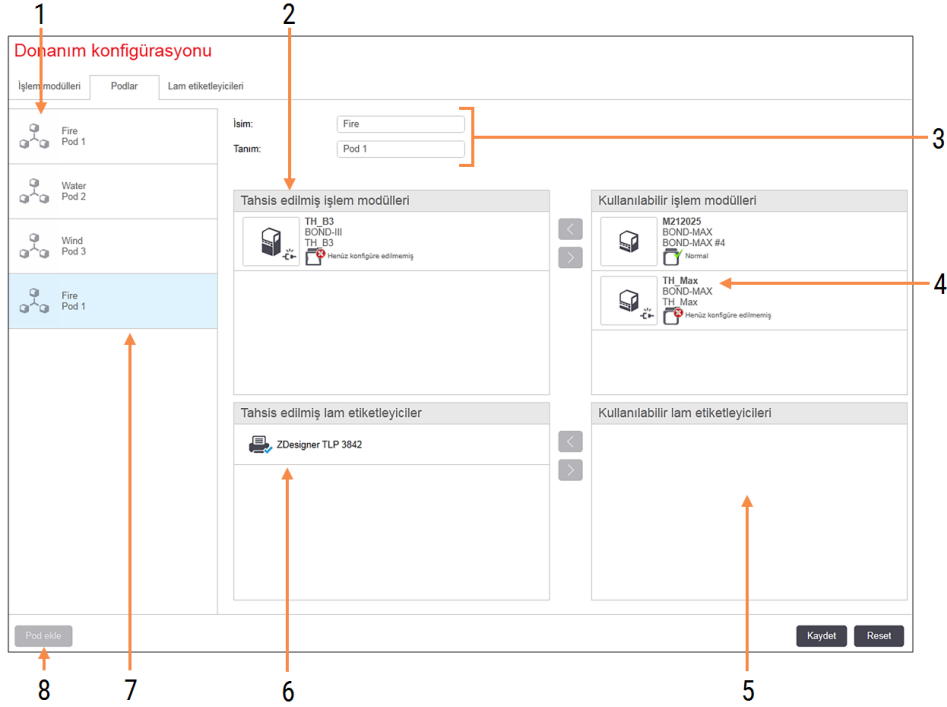 1
2
Donanım konfigürasyonu
İşlem modülleri
Podlar
Lam etiketleyicileri
Fire
Pod 1
Water
Pod 2
Wind
Pod 3
Fire
Pod 1
İsim:
Fire
Tanım:
Pod 1
3
Tahsis edilmiş işlem modülleri
TH_B3
BOND-III
TH_B3
Henüz konfigüre edilmemiş
Kullanılabilir işlem modülleri
M212025
BOND-MAX
BOND-MAX #4
Normal
TH_Max
BOND-MAX
TH_Max
Henüz konfigüre edilmemiş
4
Tahsis edilmiş lam etiketleyiciler
ZDesigner TLP 3842
Kullanılabilir lam etiketleyicileri
Pod ekle
Kaydet
Reset
8
7
6
5